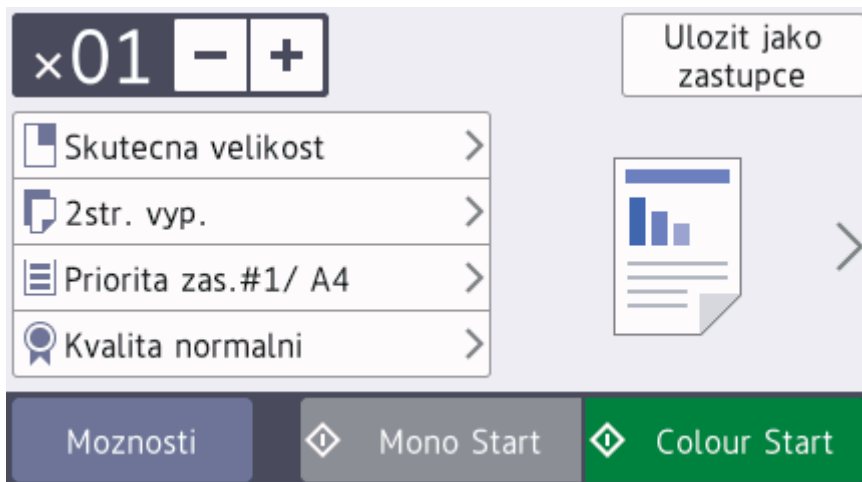 ×01 − +
Ulozit jako
zastupce
Skutecna velikost
2str. vyp.
Priorita zas.#1/ A4
Kvalita normalni
Moznosti
Mono Start
Colour Start